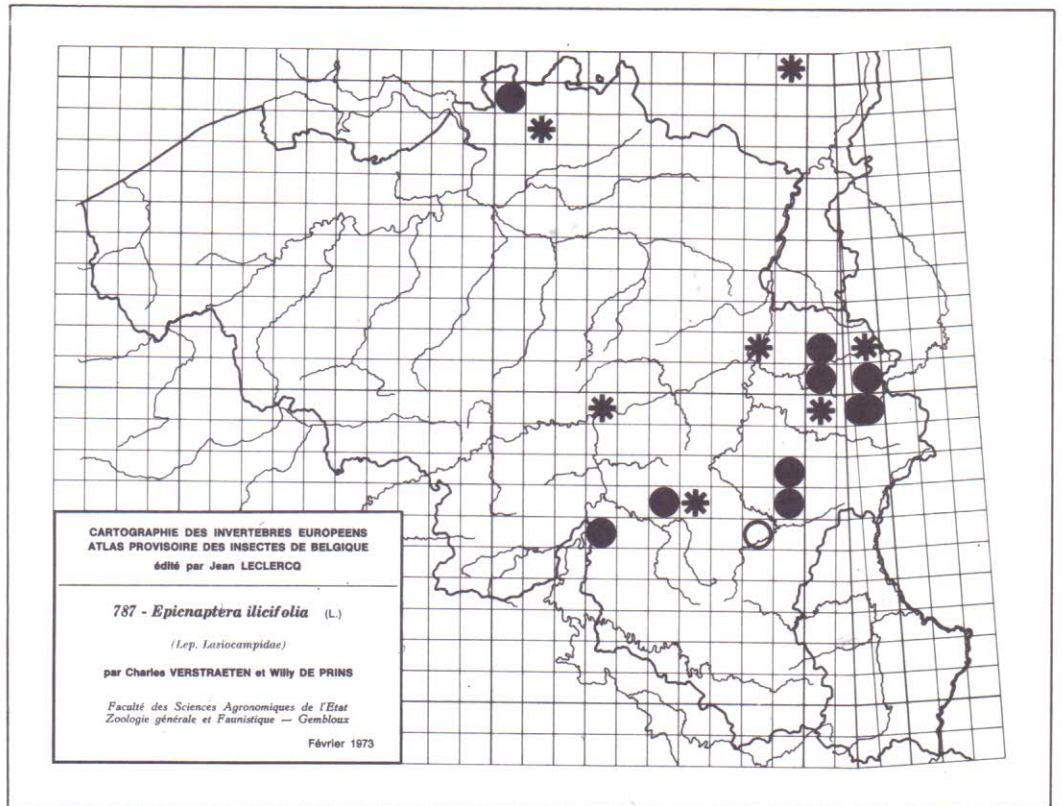 CARTOGRAPHIE DES INVERTEBRES EUROPEENS
ATLAS PROVISOIRE DES INSECTES DE BELGIQUE
édité par Jean LECLERCQ
787 - Epicnaptera ilicifolia (L.)
(Lep. Lasiocampidae)
par Charles VERSTRAETEN et Willy DE PRINS
Faculté des Sciences Agronomiques de l'Etat
Zoologie générale et Faunistique — Gembloux
Février 1973